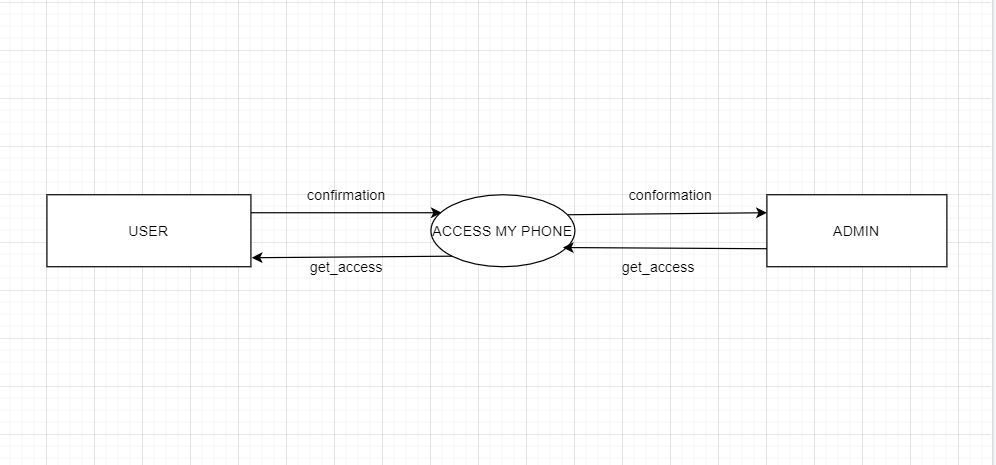 confirmation
conformation
USER
ACCESS MY PHONE
ADMIN
get_access
get_access